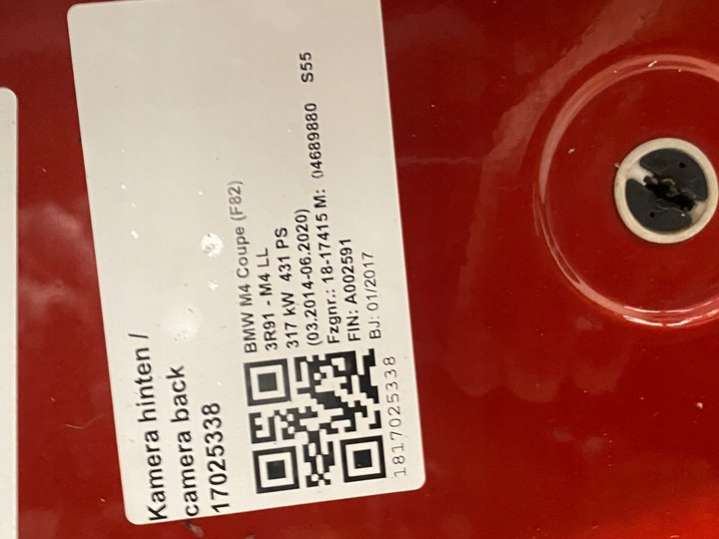 Kamera hinten /
camera back
17025338
BMW M4 Coupe (F82)
3R91 - M4 LL
317 kW 431 PS
(03.2014-06.2020)
Fzgnr.: 18-17415 M: 04689880 S55
FIN: A002591
BJ: 01/2017
1817025338